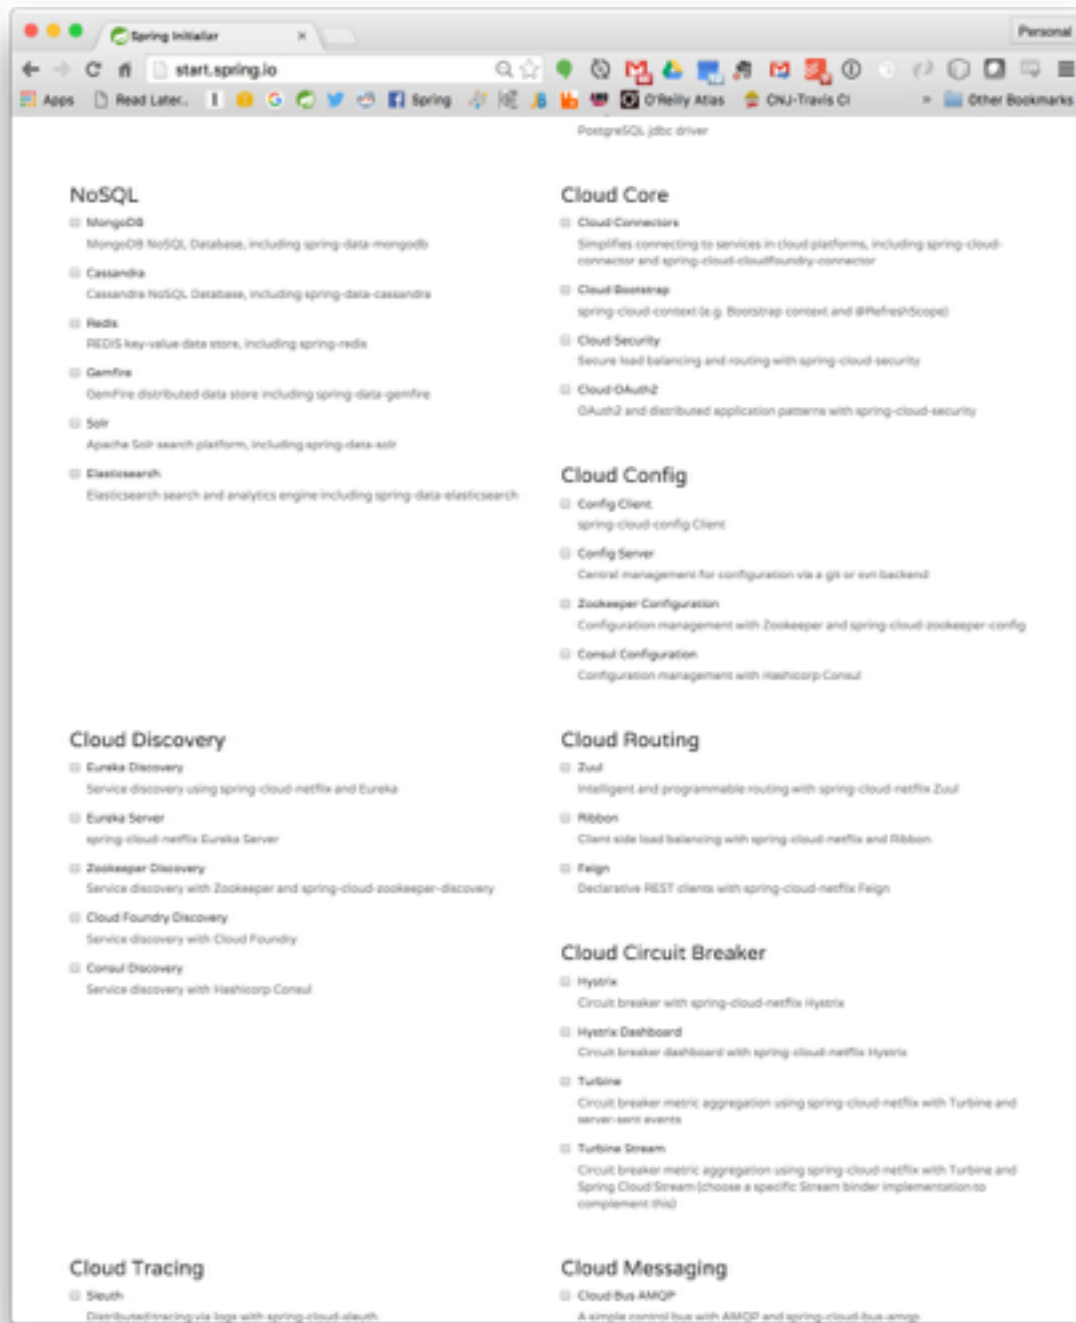 Spring Initializr
Personal
start.spring.io
Apps
Read Later..
Spring
O'Reilly Atlas
CNJ-Travis CI
»
Other Bookmarks
PostgreSQL jdbc driver
NoSQL
MongoDB
MongoDB NoSQL Database, including spring-data-mongodb
Cassandra
Cassandra NoSQL Database, including spring-data-cassandra
Redis
REDIS key-value data store, including spring-redis
Gemfire
GemFire distributed data store including spring-data-gemfire
Solr
Apache Solr search platform, including spring-data-solr
Elasticsearch
Elasticsearch search and analytics engine including spring-data-elasticsearch
Cloud Core
Cloud Connectors
Simplifies connecting to services in cloud platforms, including spring-cloud-
connector and spring-cloud-cloudfoundry-connector
Cloud Bootstrap
spring-cloud-context (e.g. Bootstrap context and @RefreshScope)
Cloud Security
Secure load balancing and routing with spring-cloud-security
Cloud OAuth2
OAuth2 and distributed application patterns with spring-cloud-security
Cloud Config
Config Client
spring-cloud-config Client
Config Server
Central management for configuration via a git or svn backend
Zookeeper Configuration
Configuration management with Zookeeper and spring-cloud-zookeeper-config
Consul Configuration
Configuration management with Hashicorp Consul
Cloud Discovery
Eureka Discovery
Service discovery using spring-cloud-netflix and Eureka
Eureka Server
spring-cloud-netflix Eureka Server
Zookeeper Discovery
Service discovery with Zookeeper and spring-cloud-zookeeper-discovery
Cloud Foundry Discovery
Service discovery with Cloud Foundry
Consul Discovery
Service discovery with Hashicorp Consul
Cloud Routing
Zuul
Intelligent and programmable routing with spring-cloud-netflix Zuul
Ribbon
Client side load balancing with spring-cloud-netflix and Ribbon
Feign
Declarative REST clients with spring-cloud-netflix Feign
Cloud Circuit Breaker
Hystrix
Circuit breaker with spring-cloud-netflix Hystrix
Hystrix Dashboard
Circuit breaker dashboard with spring-cloud-netflix Hystrix
Turbine
Circuit breaker metric aggregation using spring-cloud-netflix with Turbine and
server-sent events
Turbine Stream
Circuit breaker metric aggregation using spring-cloud-netflix with Turbine and
Spring Cloud Stream (choose a specific Stream binder implementation to
complement this)
Cloud Tracing
Sleuth
Distributed tracing via logs with spring-cloud-sleuth
Cloud Messaging
Cloud Bus AMQP
A simple control bus with AMQP and spring-cloud-bus-amqp